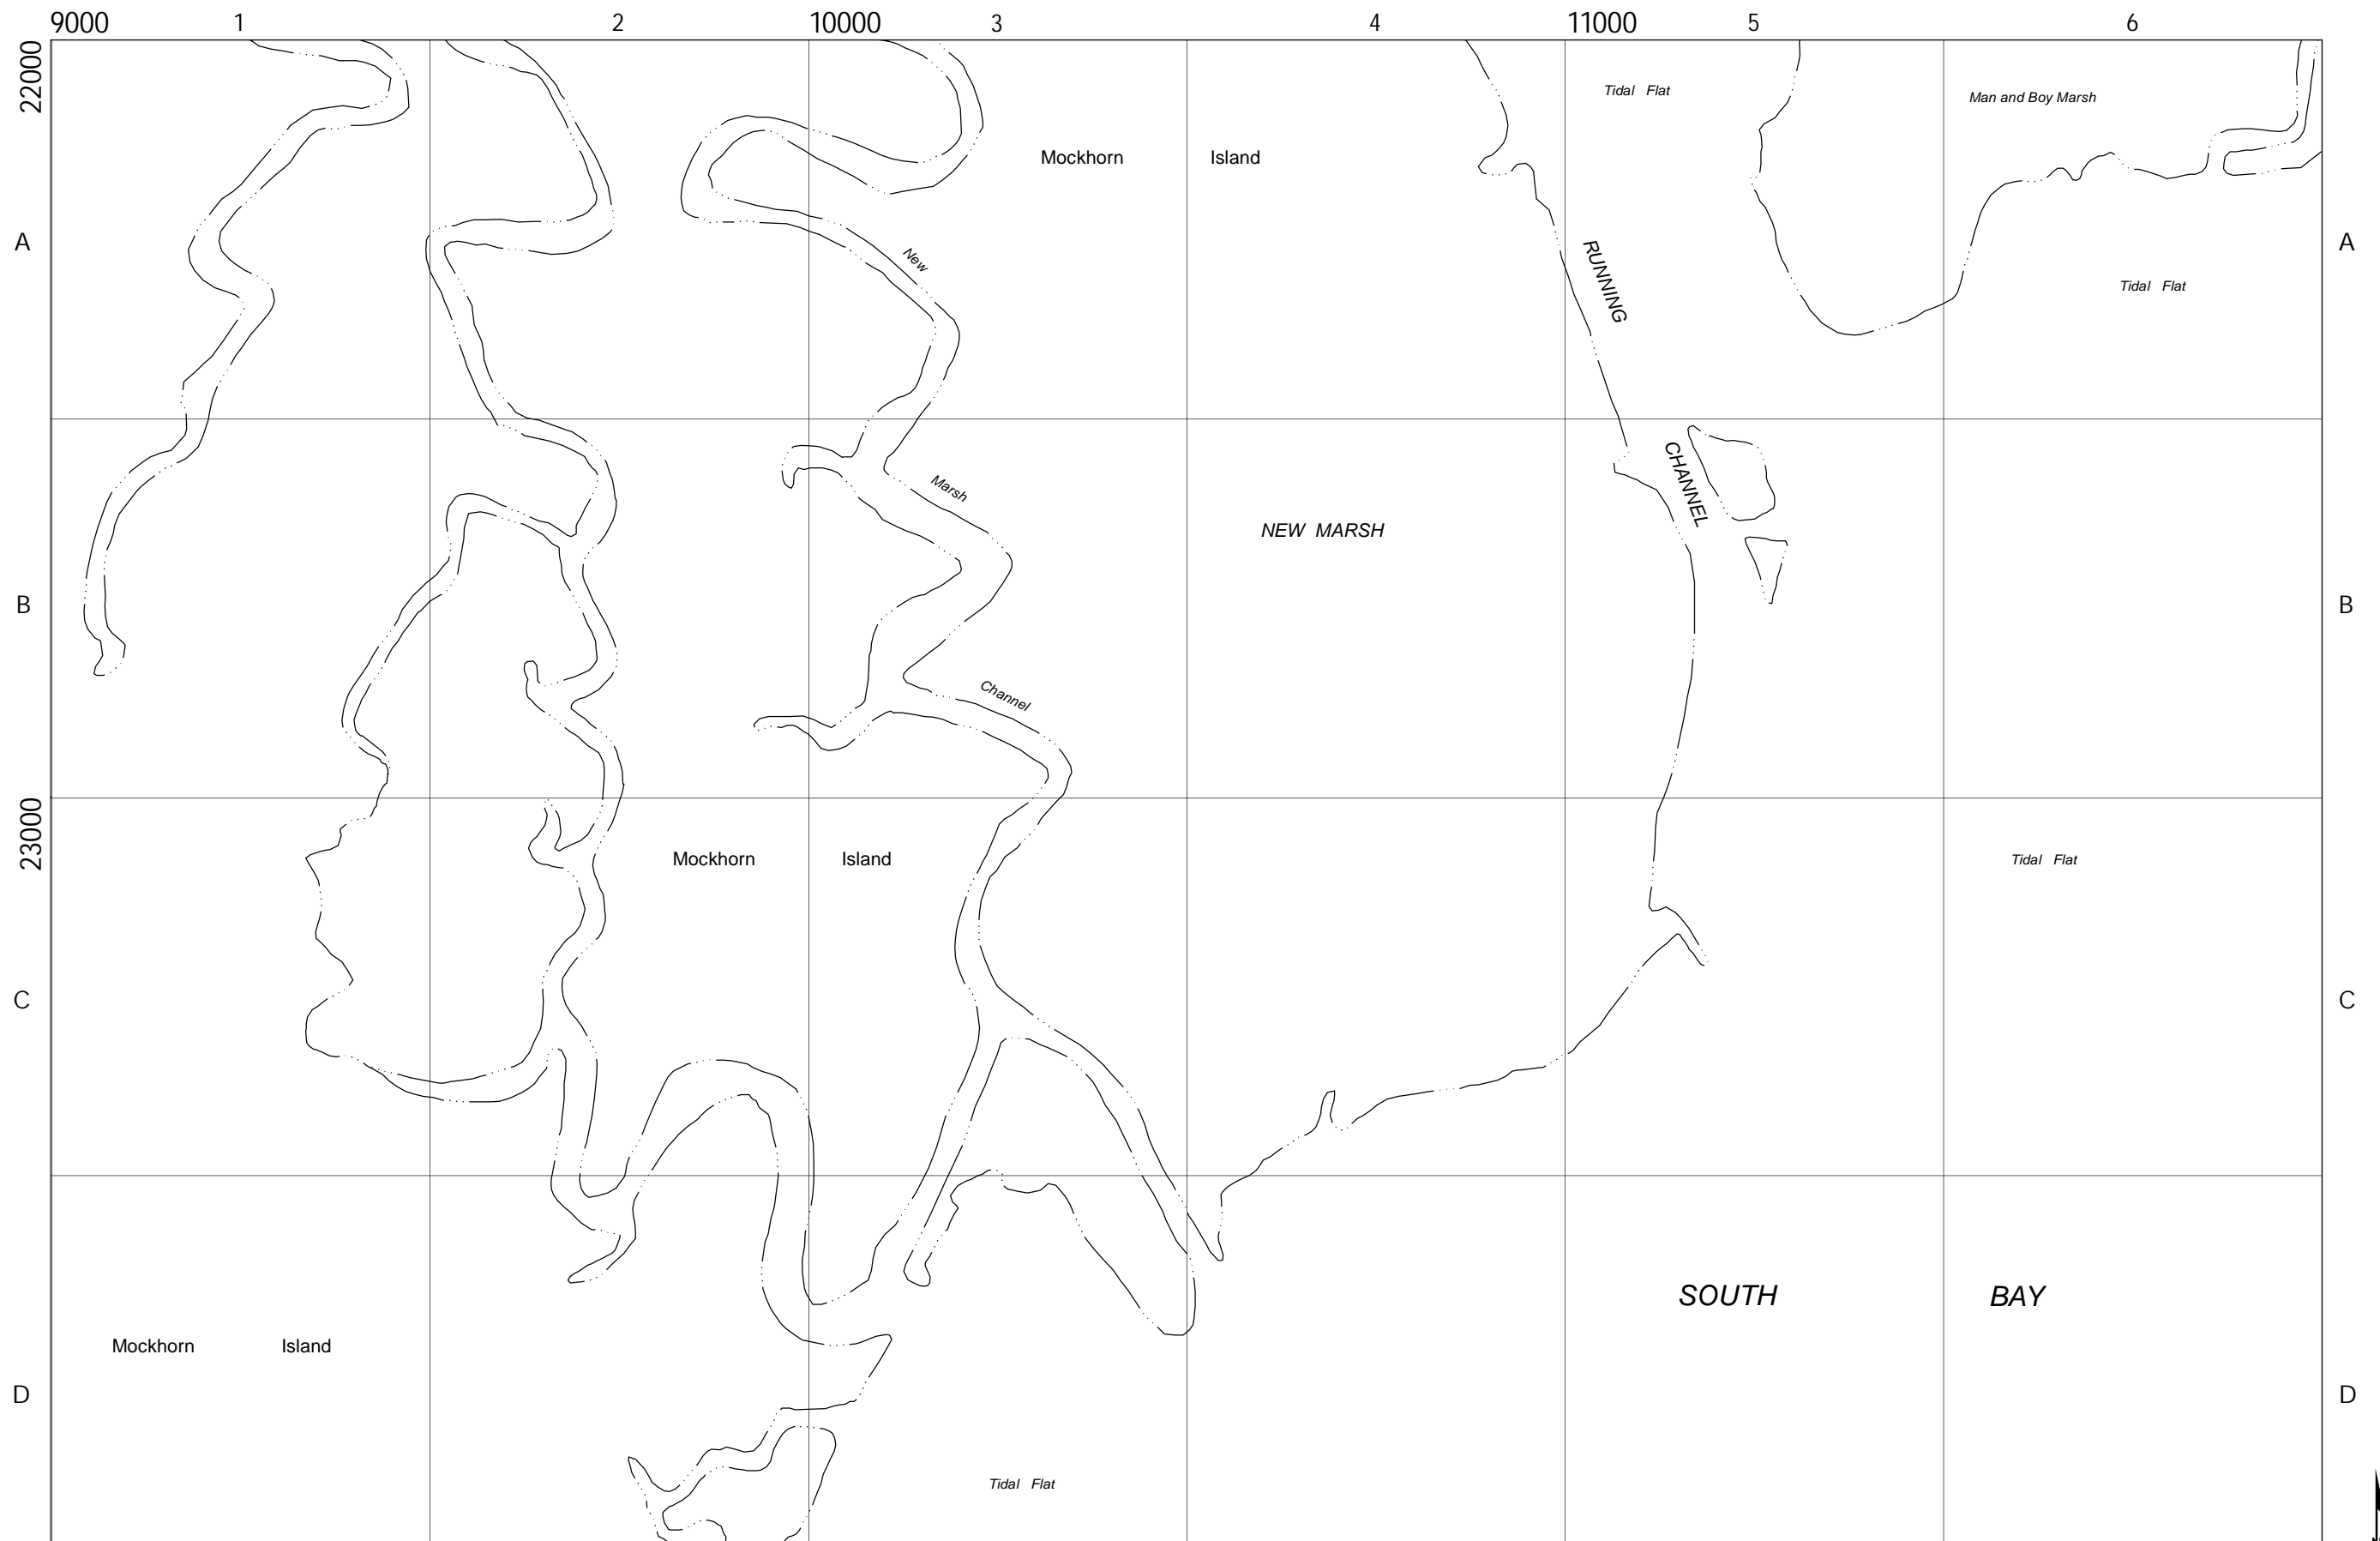 9000 1 2 10000 3 4 11000 5 6
22000
Tidal Flat
Man and Boy Marsh
Mockhorn Island
A
New
RUNNING
A
Tidal Flat
CHANNEL
Marsh
NEW MARSH
B
B
Channel
23000
Mockhorn Island
Tidal Flat
C
C
SOUTH BAY
Mockhorn Island
D
D
Tidal Flat